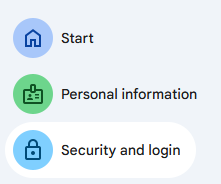 Start
Personal information
Security and login